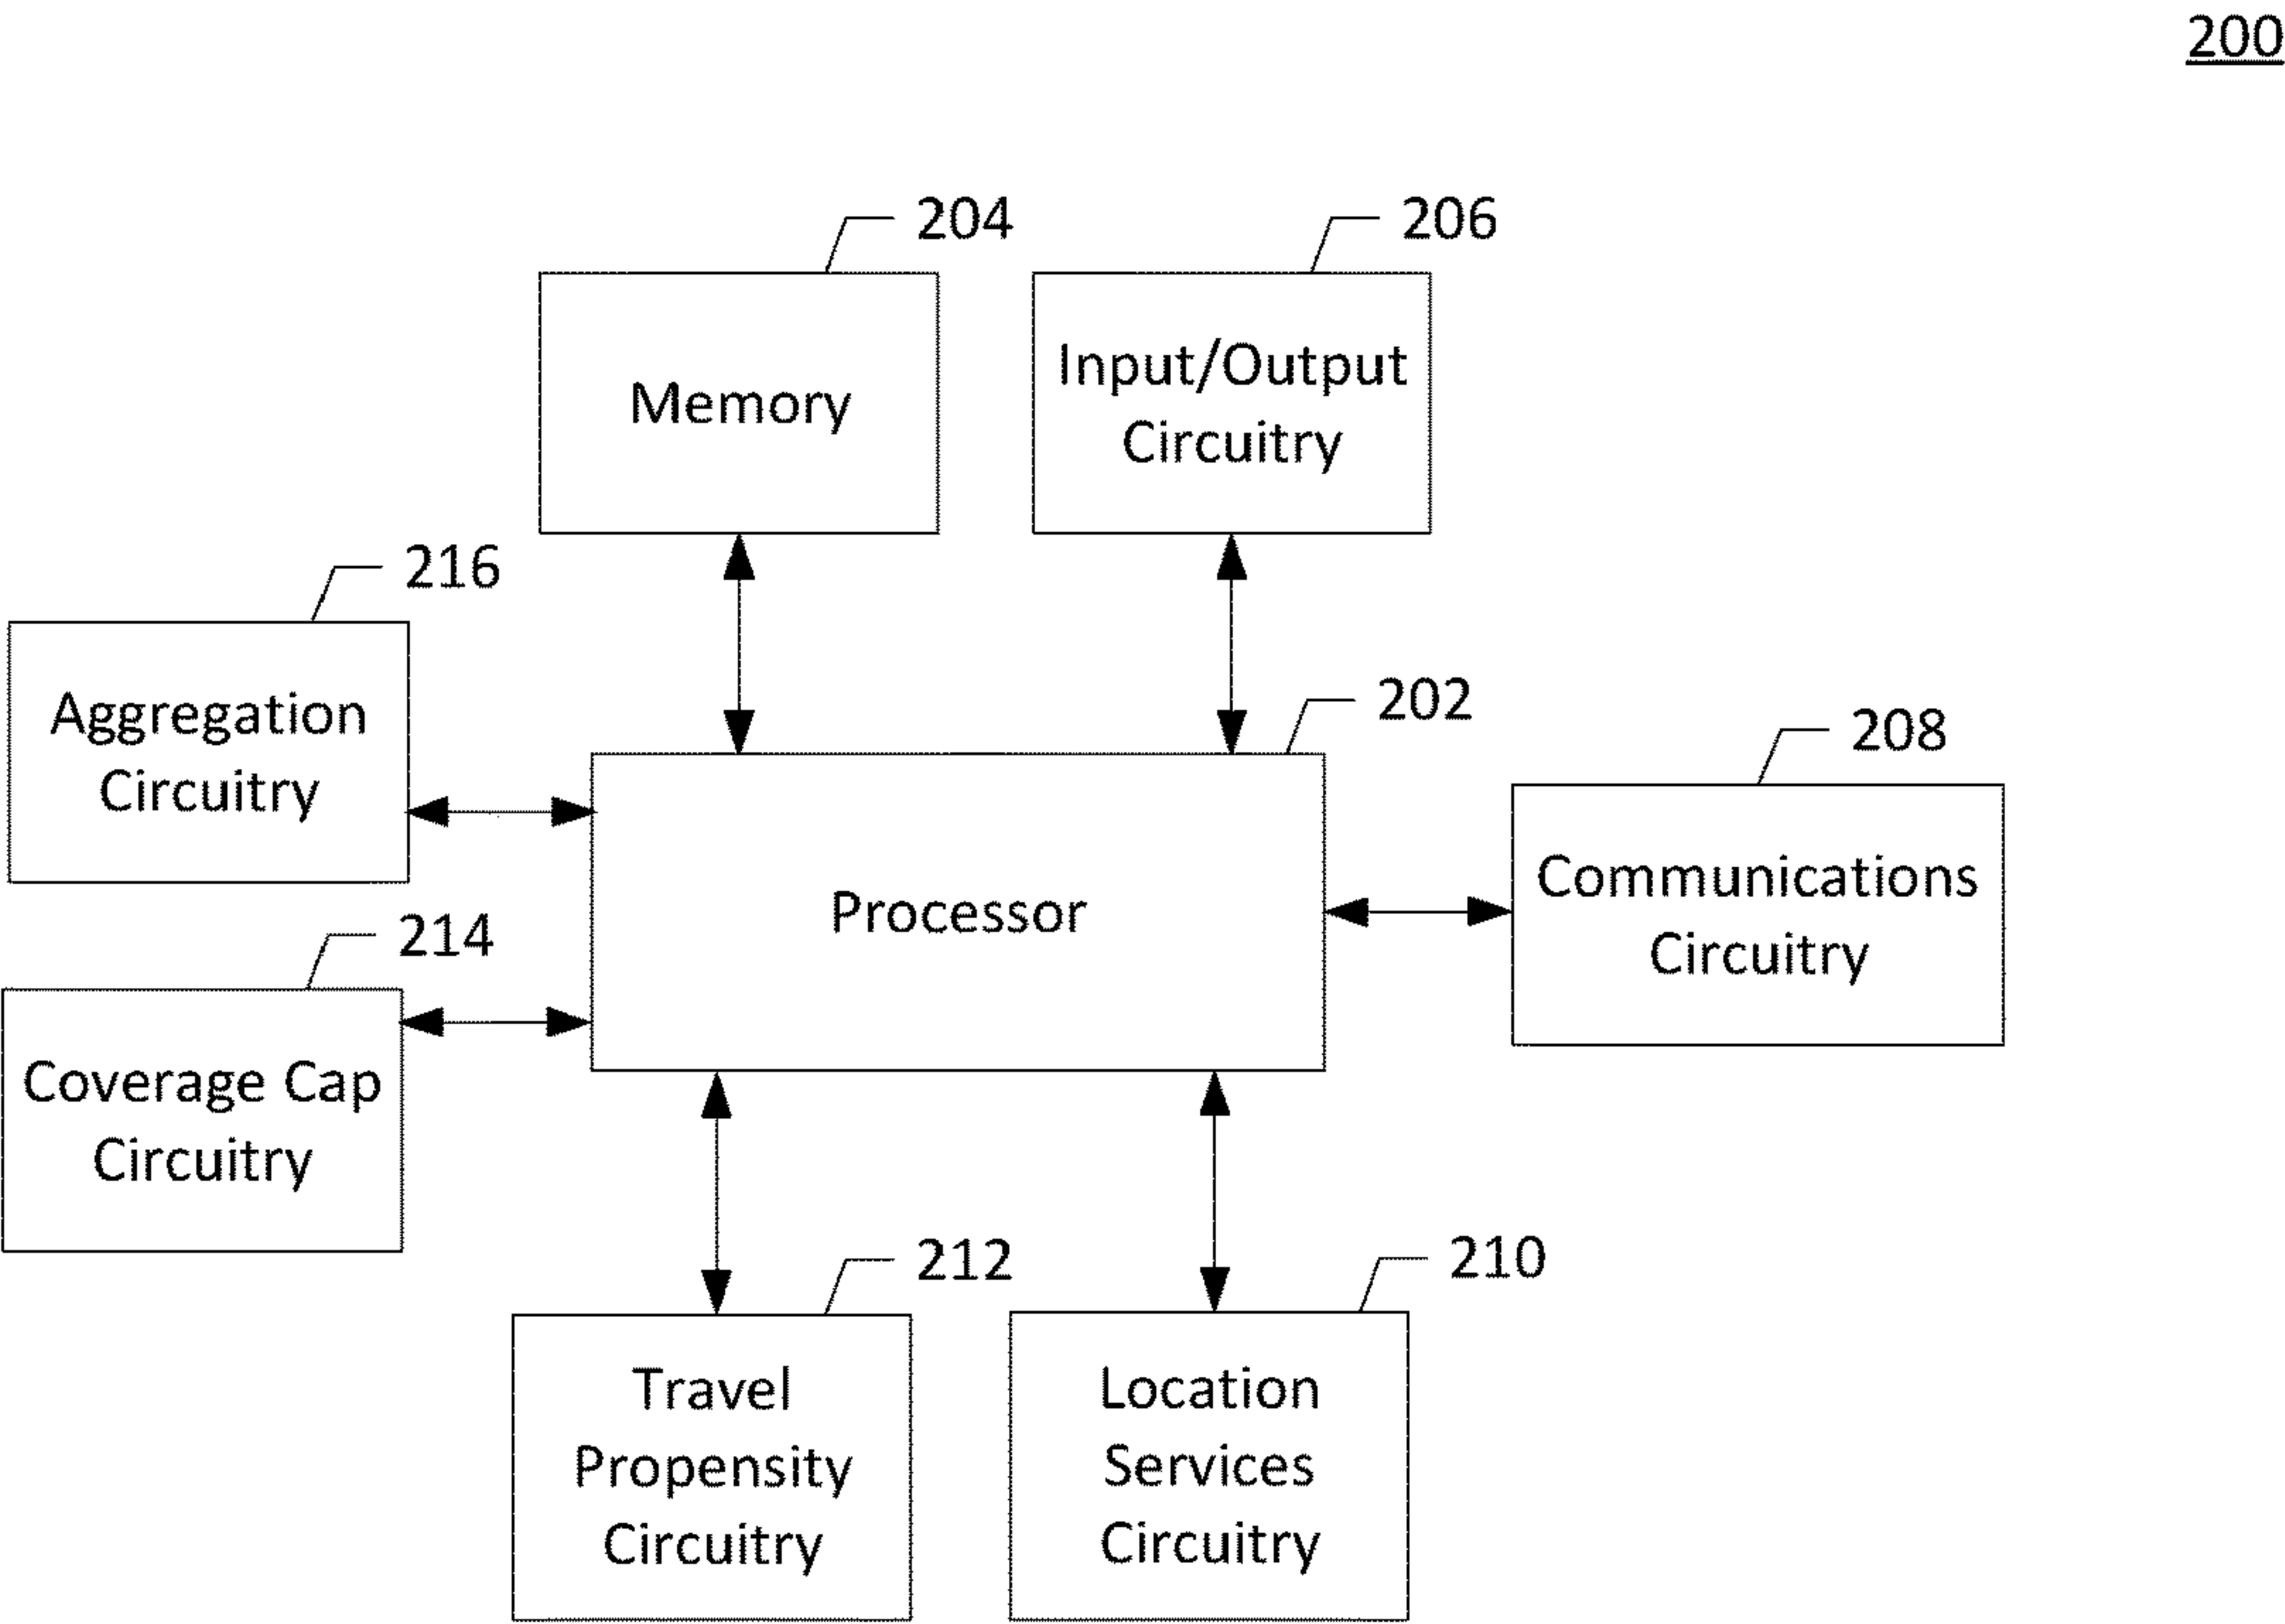 200
204
206
Memory
Input/Output
Circuitry
216
Aggregation
Circuitry
202
Processor
208
Communications
Circuitry
214
Coverage Cap
Circuitry
212
Travel
Propensity
Circuitry
210
Location
Services
Circuitry